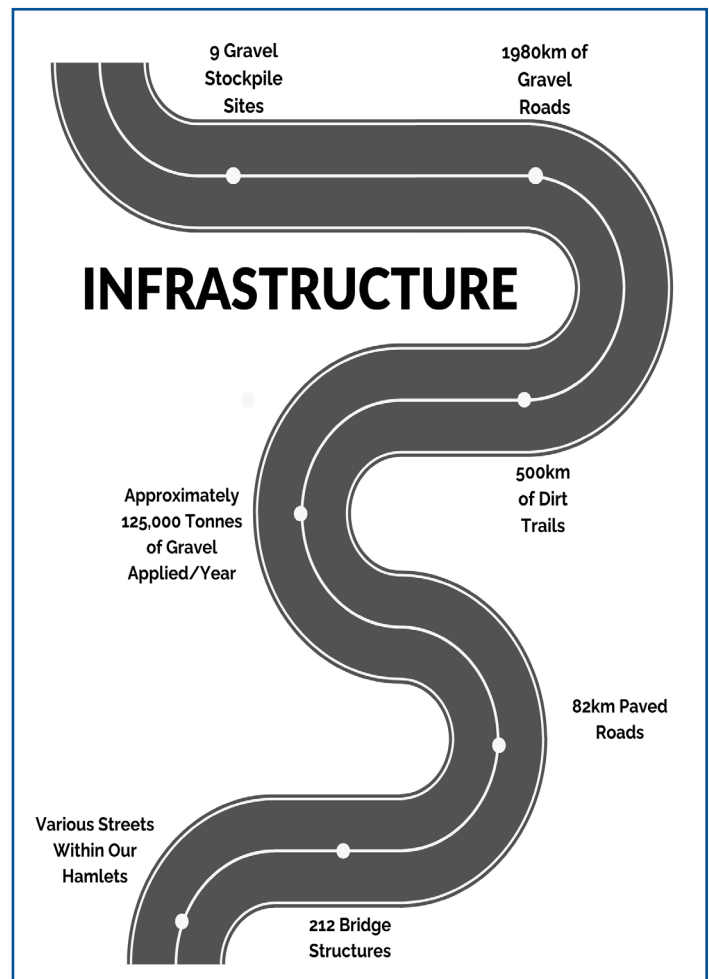 9 Gravel
Stockpile
Sites
1980km of
Gravel
Roads
INFRASTRUCTURE
500km
of Dirt
Trails
Approximately
125,000 Tonnes
of Gravel
Applied/Year
82km Paved
Roads
Various Streets
Within Our
Hamlets
212 Bridge
Structures